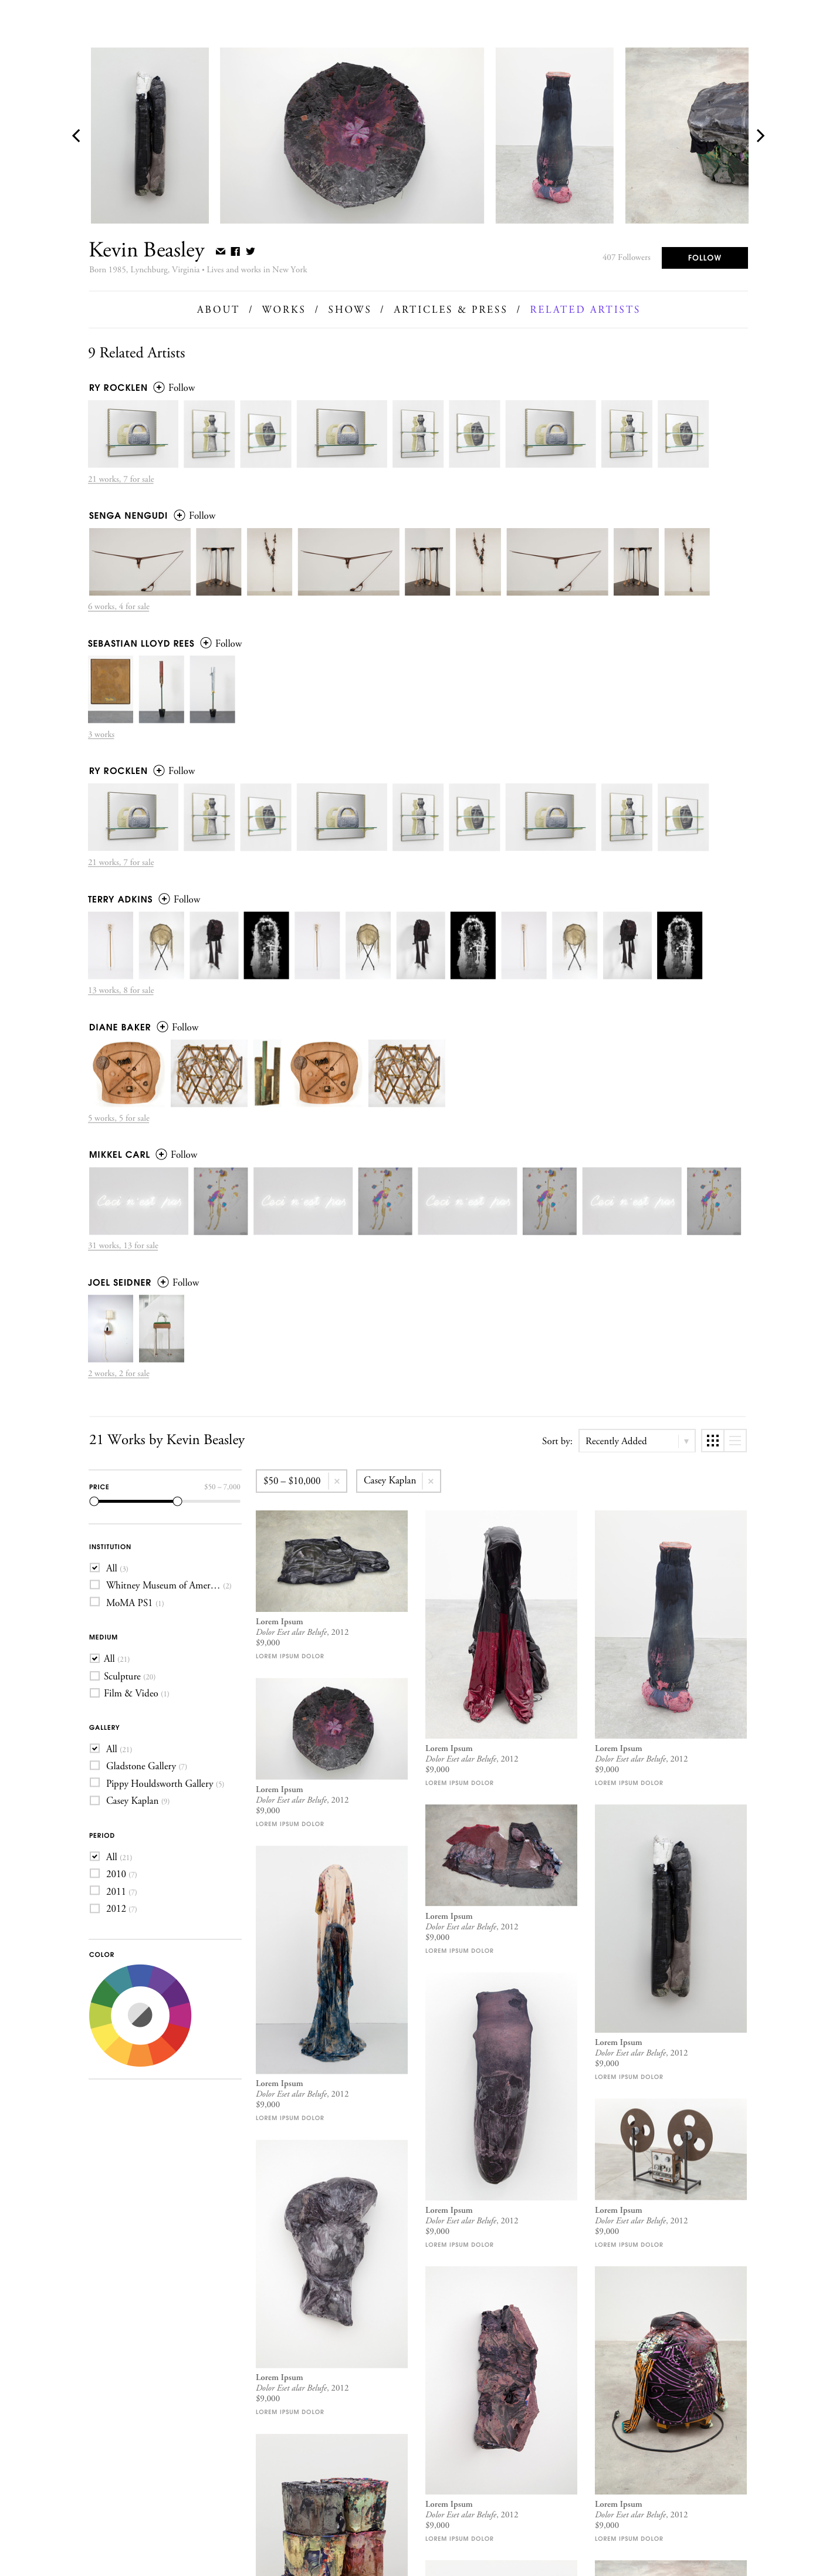 Kevin Beasley
Born 1985, Lynchburg, Virginia • Lives and works in New York
407 Followers
FOLLOW
ABOUT / WORKS / SHOWS / ARTICLES & PRESS / RELATED ARTISTS
9 Related Artists
RY ROCKLEN Follow
21 works, 7 for sale
SENGA NENGUDI Follow
6 works, 4 for sale
SEBASTIAN LLOYD REES Follow
3 works
RY ROCKLEN Follow
21 works, 7 for sale
TERRY ADKINS Follow
13 works, 8 for sale
DIANE BAKER Follow
5 works, 5 for sale
MIKKEL CARL Follow
Ceci n'est pas
Ceci n'est pas
Ceci n'est pas
Ceci n'est pas
31 works, 13 for sale
JOEL SEIDNER Follow
2 works, 2 for sale
21 Works by Kevin Beasley
Sort by: Recently Added
PRICE $50 – 7,000
INSTITUTION
All (3)
Whitney Museum of Amer… (2)
MoMA PS1 (1)
MEDIUM
All (21)
Sculpture (20)
Film & Video (1)
GALLERY
All (21)
Gladstone Gallery (7)
Pippy Houldsworth Gallery (5)
Casey Kaplan (9)
PERIOD
All (21)
2010 (7)
2011 (7)
2012 (7)
COLOR
$50 – $10,000 ×
Casey Kaplan ×
Lorem Ipsum
Dolor Eset alar Belufe, 2012
$9,000
LOREM IPSUM DOLOR
Lorem Ipsum
Dolor Eset alar Belufe, 2012
$9,000
LOREM IPSUM DOLOR
Lorem Ipsum
Dolor Eset alar Belufe, 2012
$9,000
LOREM IPSUM DOLOR
Lorem Ipsum
Dolor Eset alar Belufe, 2012
$9,000
LOREM IPSUM DOLOR
Lorem Ipsum
Dolor Eset alar Belufe, 2012
$9,000
LOREM IPSUM DOLOR
Lorem Ipsum
Dolor Eset alar Belufe, 2012
$9,000
LOREM IPSUM DOLOR
Lorem Ipsum
Dolor Eset alar Belufe, 2012
$9,000
LOREM IPSUM DOLOR
Lorem Ipsum
Dolor Eset alar Belufe, 2012
$9,000
LOREM IPSUM DOLOR
Lorem Ipsum
Dolor Eset alar Belufe, 2012
$9,000
LOREM IPSUM DOLOR
Lorem Ipsum
Dolor Eset alar Belufe, 2012
$9,000
LOREM IPSUM DOLOR
Lorem Ipsum
Dolor Eset alar Belufe, 2012
$9,000
LOREM IPSUM DOLOR
Lorem Ipsum
Dolor Eset alar Belufe, 2012
$9,000
LOREM IPSUM DOLOR